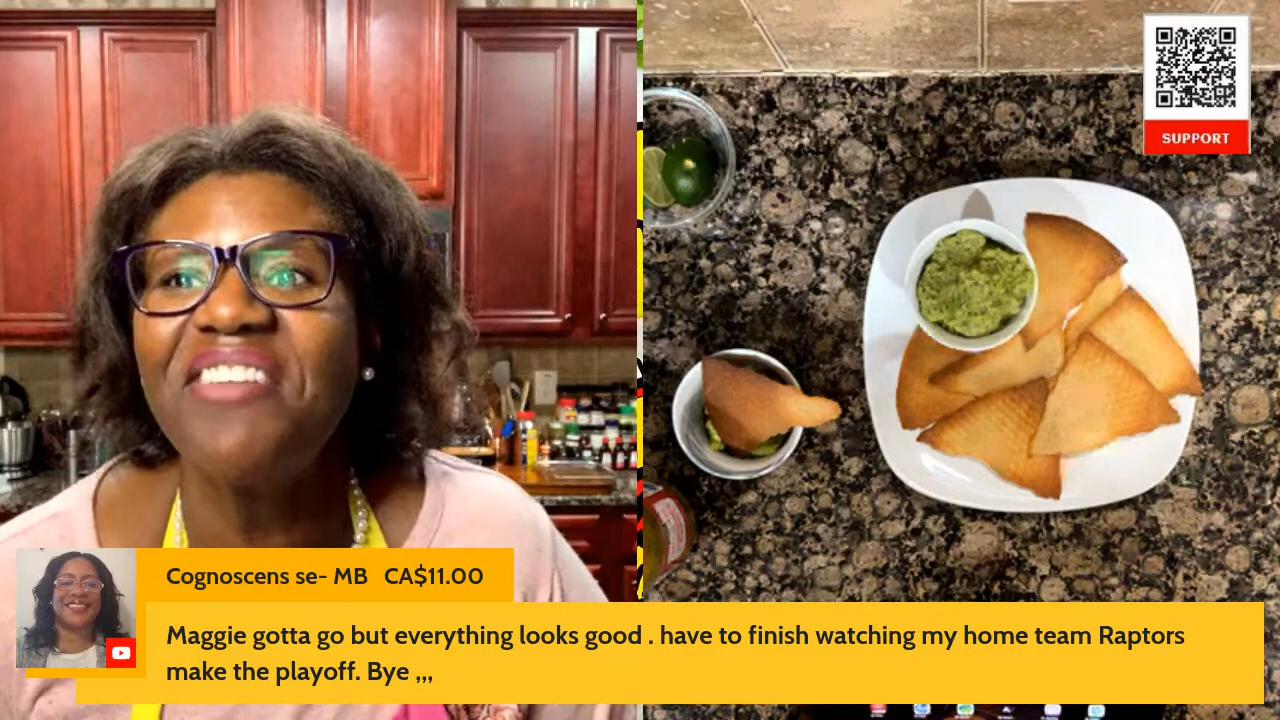 SUPPORT
Cognoscens se- MB CA$11.00
Maggie gotta go but everything looks good . have to finish watching my home team Raptors
make the playoff. Bye ,,,